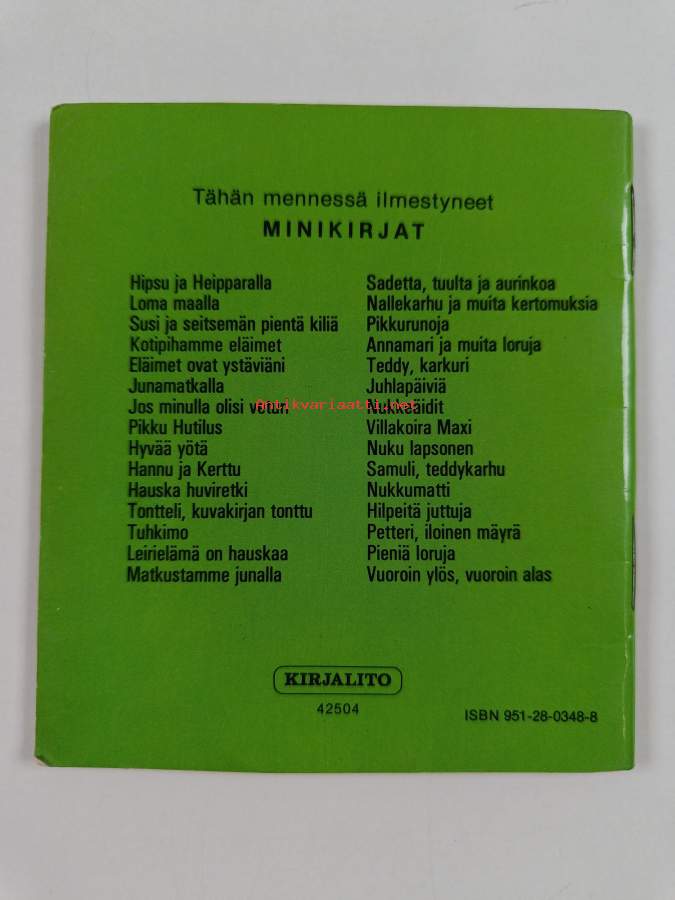 Tähän mennessä ilmestyneet
MINIKIRJAT
Hipsu ja Heipparalla
Loma maalla
Susi ja seitsemän pientä kiliä
Kotipihamme eläimet
Eläimet ovat ystäviäni
Junamatkalla
Jos minulla olisi veturi
Pikku Hutilus
Hyvää yötä
Hannu ja Kerttu
Hauska huviretki
Tontteli, kuvakirjan tonttu
Tuhkimo
Leirielämä on hauskaa
Matkustamme junalla
Sadetta, tuulta ja aurinkoa
Nallekarhu ja muita kertomuksia
Pikkurunoja
Annamari ja muita loruja
Teddy, karkuri
Juhlapäiviä
Nukkeäidit
Villakoira Maxi
Nuku lapsonen
Samuli, teddykarhu
Nukkumatti
Hilpeitä juttuja
Petteri, iloinen mäyrä
Pieniä loruja
Vuoroin ylös, vuoroin alas
Antikvariaatti.net
KIRJALITO
42504
ISBN 951-28-0348-8